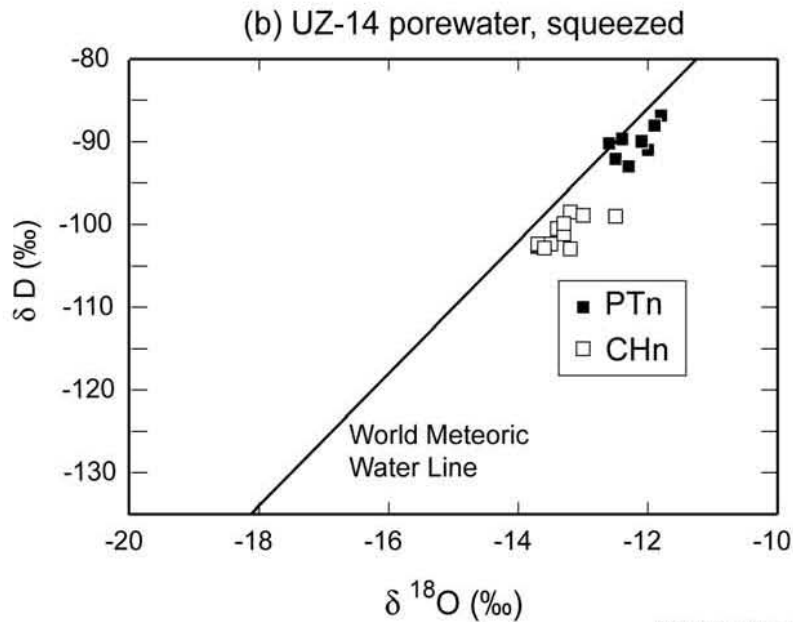 (b) UZ-14 porewater, squeezed
-80
-90
-100
-110
-120
-130
δ D (‰)
PTn
CHn
World Meteoric
Water Line
-20
-18
-16
-14
-12
-10
δ ¹⁸O (‰)